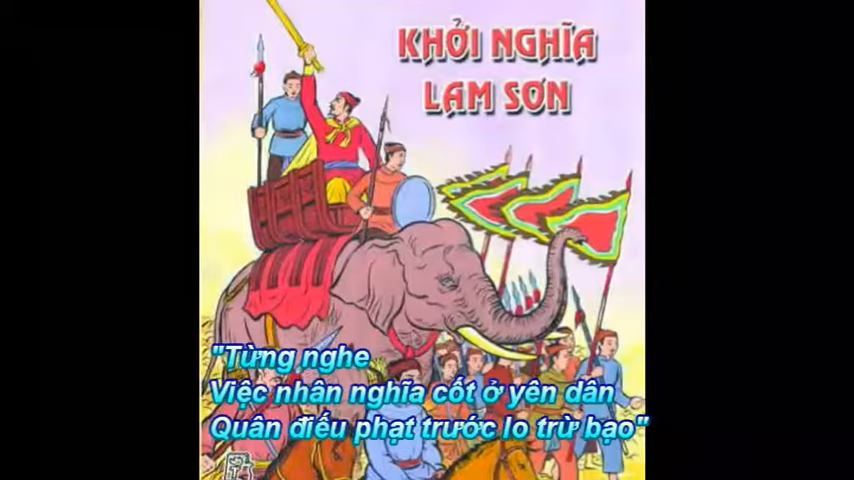 KHỞI NGHĨA
LAM SƠN
"Từng nghe
Việc nhân nghĩa cốt ở yên dân
Quân điếu phạt trước lo trừ bạo"